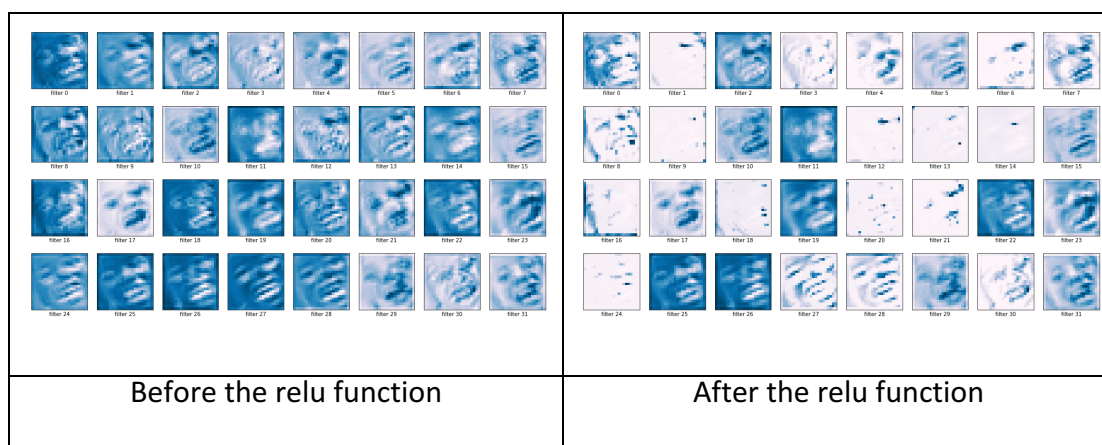 filter 0 filter 1 filter 2 filter 3 filter 4 filter 5 filter 6 filter 7
filter 8 filter 9 filter 10 filter 11 filter 12 filter 13 filter 14 filter 15
filter 16 filter 17 filter 18 filter 19 filter 20 filter 21 filter 22 filter 23
filter 24 filter 25 filter 26 filter 27 filter 28 filter 29 filter 30 filter 31
Before the relu function
filter 0 filter 1 filter 2 filter 3 filter 4 filter 5 filter 6 filter 7
filter 8 filter 9 filter 10 filter 11 filter 12 filter 13 filter 14 filter 15
filter 16 filter 17 filter 18 filter 19 filter 20 filter 21 filter 22 filter 23
filter 24 filter 25 filter 26 filter 27 filter 28 filter 29 filter 30 filter 31
After the relu function